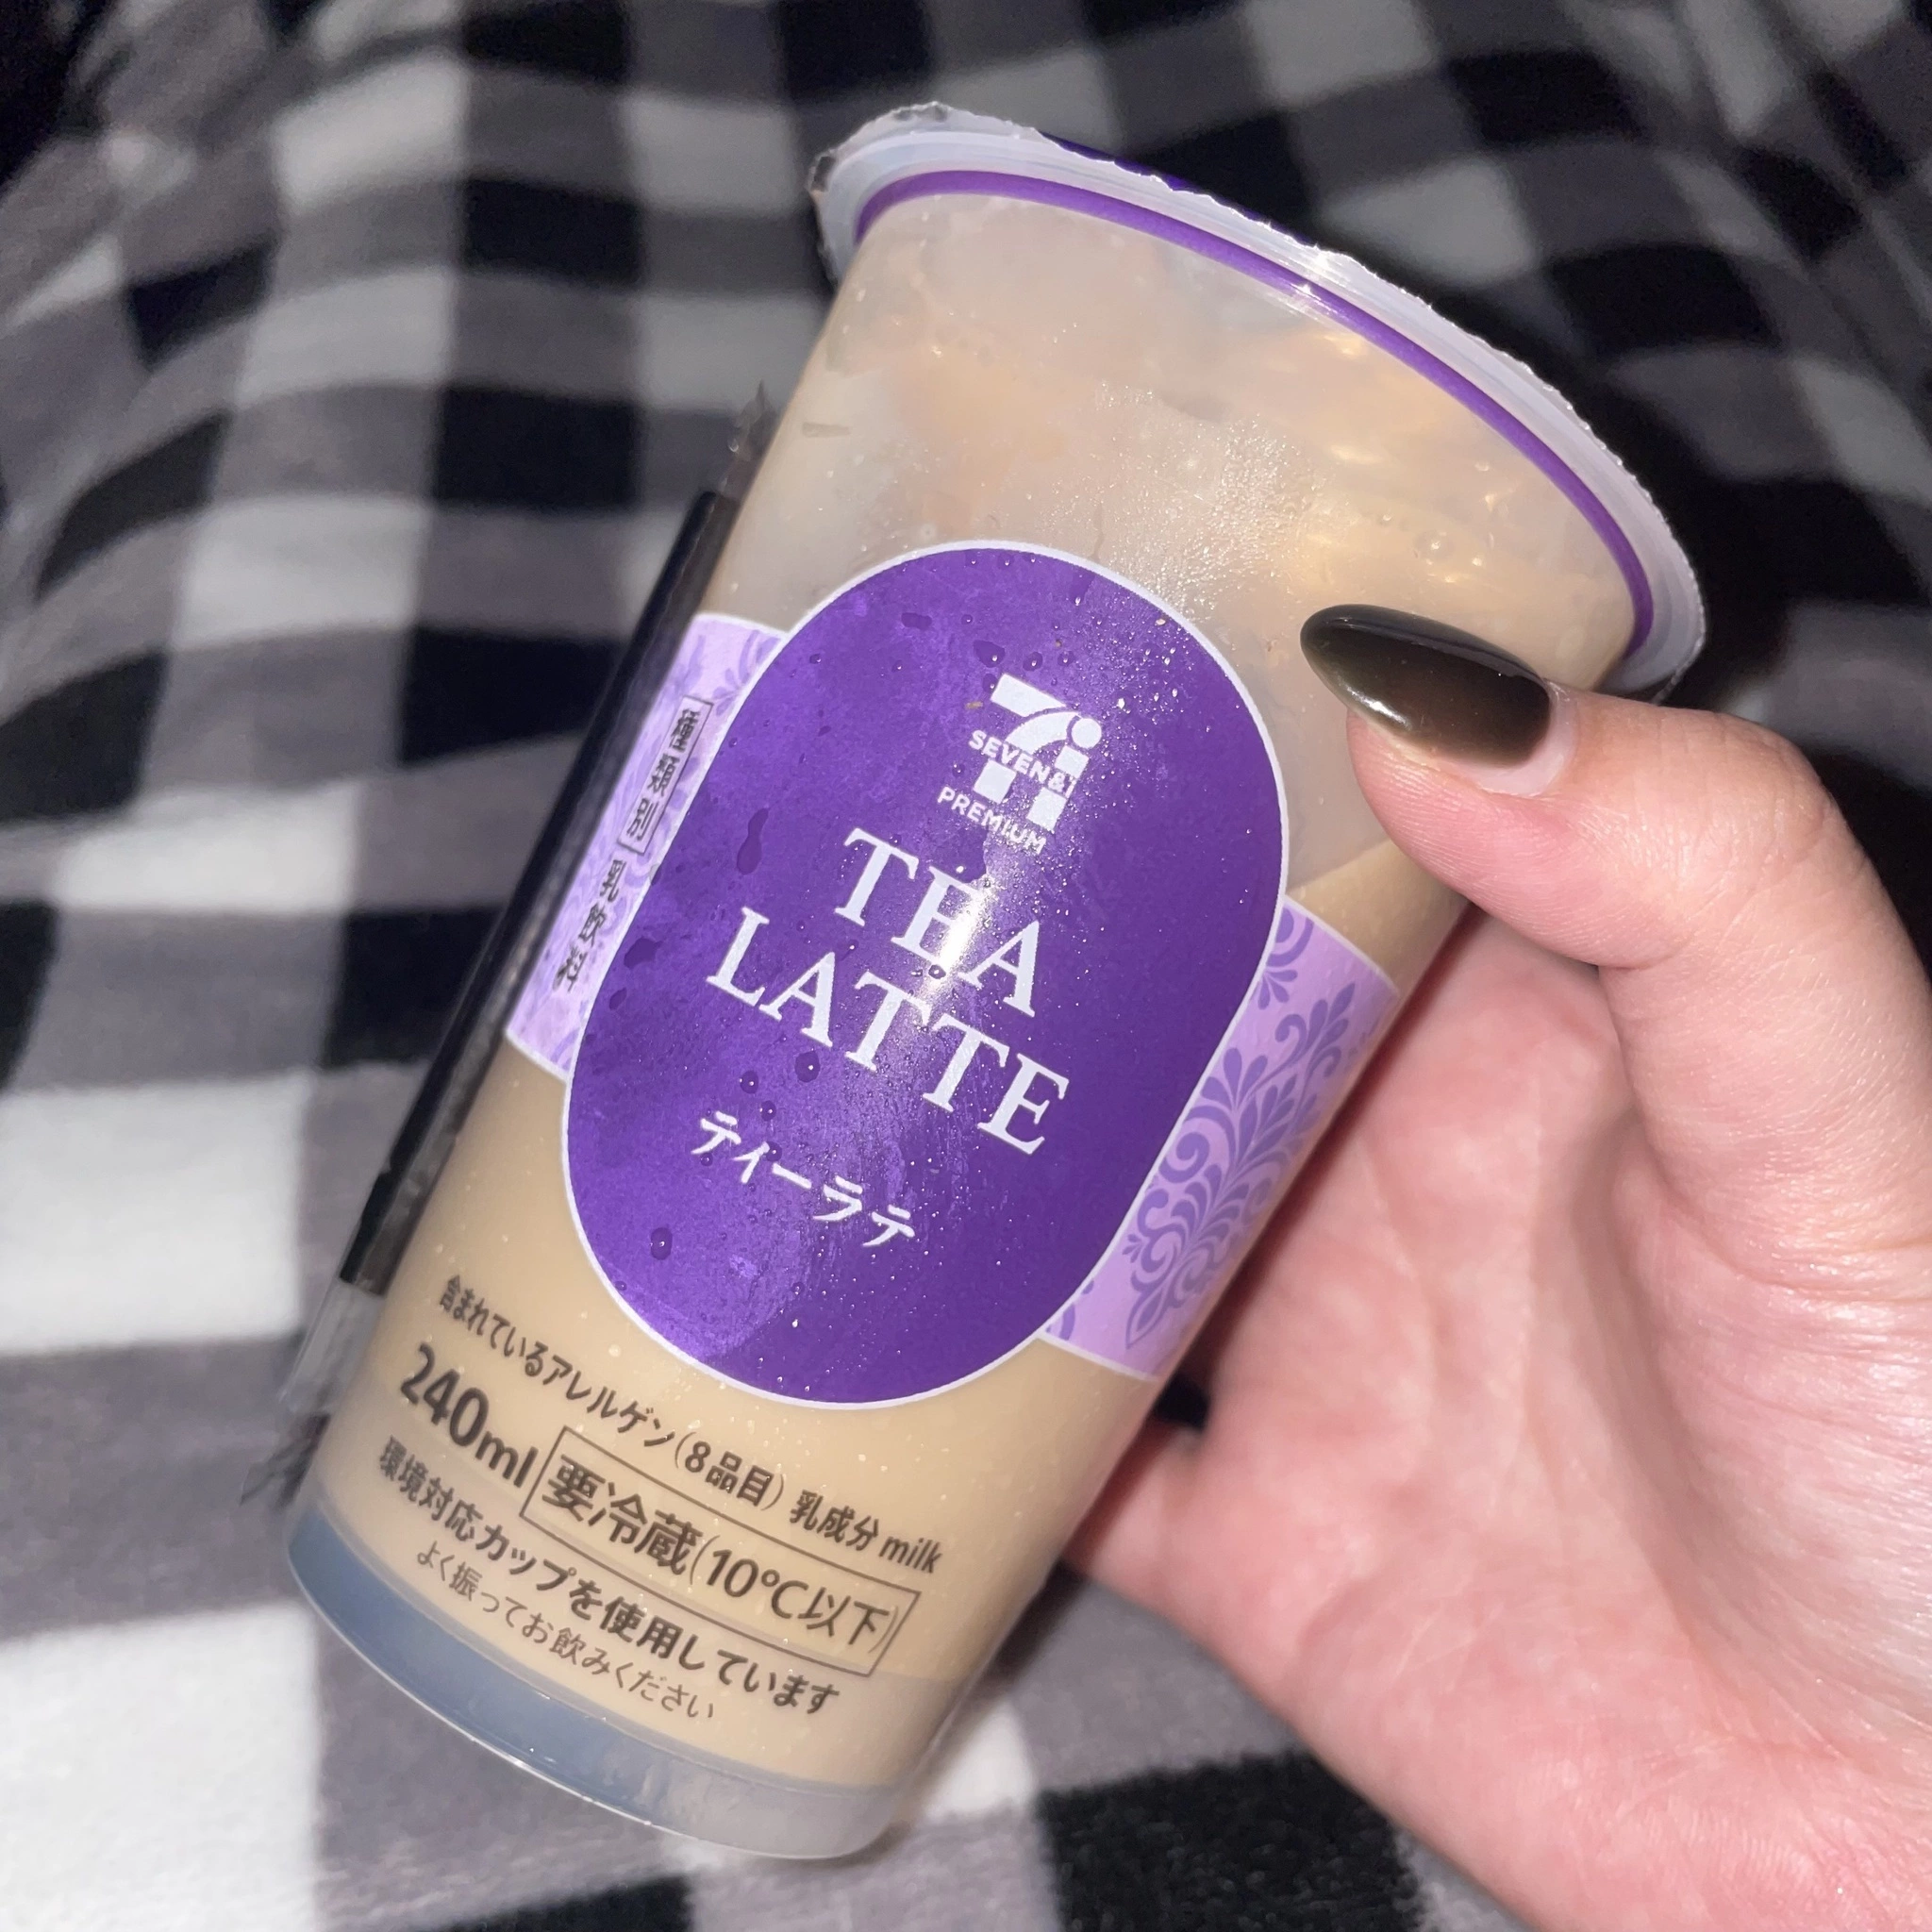 SEVEN&i
PREMIUM
TEA
LATTE
ティーラテ
種類別 乳飲料
含まれているアレルゲン(8品目) 乳成分 milk
240ml 要冷蔵(10℃以下)
環境対応カップを使用しています
よく振ってお飲みください